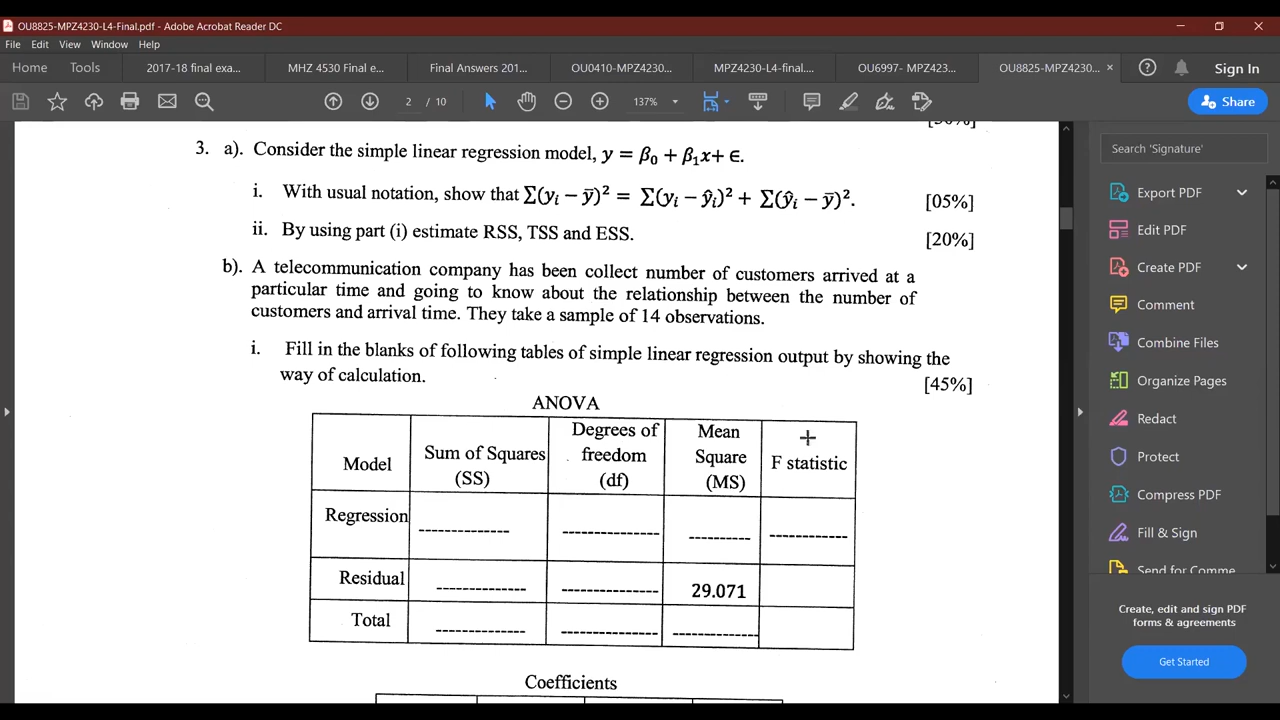 OU8825-MPZ4230-L4-Final.pdf - Adobe Acrobat Reader DC
File Edit View Window Help
Home Tools 2017-18 final exa... MHZ 4530 Final e... Final Answers 201... OU0410-MPZ4230... MPZ4230-L4-final.... OU6997- MPZ423... OU8825-MPZ4230... × Sign In
2 / 10 137% Share
3. a). Consider the simple linear regression model, y = β₀ + β₁x+ ϵ.
i. With usual notation, show that Σ(yᵢ − ȳ)² = Σ(yᵢ − ŷᵢ)² + Σ(ŷᵢ − ȳ)². [05%]
ii. By using part (i) estimate RSS, TSS and ESS. [20%]
b). A telecommunication company has been collect number of customers arrived at a
particular time and going to know about the relationship between the number of
customers and arrival time. They take a sample of 14 observations.
i. Fill in the blanks of following tables of simple linear regression output by showing the
way of calculation. [45%]
ANOVA
Model
Sum of Squares
(SS)
Degrees of
freedom
(df)
Mean
Square
(MS)
F statistic
Regression -------------- --------------- ---------- ------------
Residual -------------- --------------- 29.071
Total -------------- --------------- -------------
Coefficients
Search 'Signature'
Export PDF
Edit PDF
Create PDF
Comment
Combine Files
Organize Pages
Redact
Protect
Compress PDF
Fill & Sign
Send for Comme
Create, edit and sign PDF
forms & agreements
Get Started